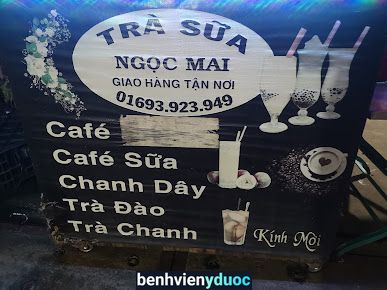 TRÀ SỮA
NGỌC MAI
GIAO HÀNG TẬN NƠI
01693.923.949
Café
Café Sữa
Chanh Dây
Trà Đào
Trà Chanh
Kính Mời
benhvienyduoc